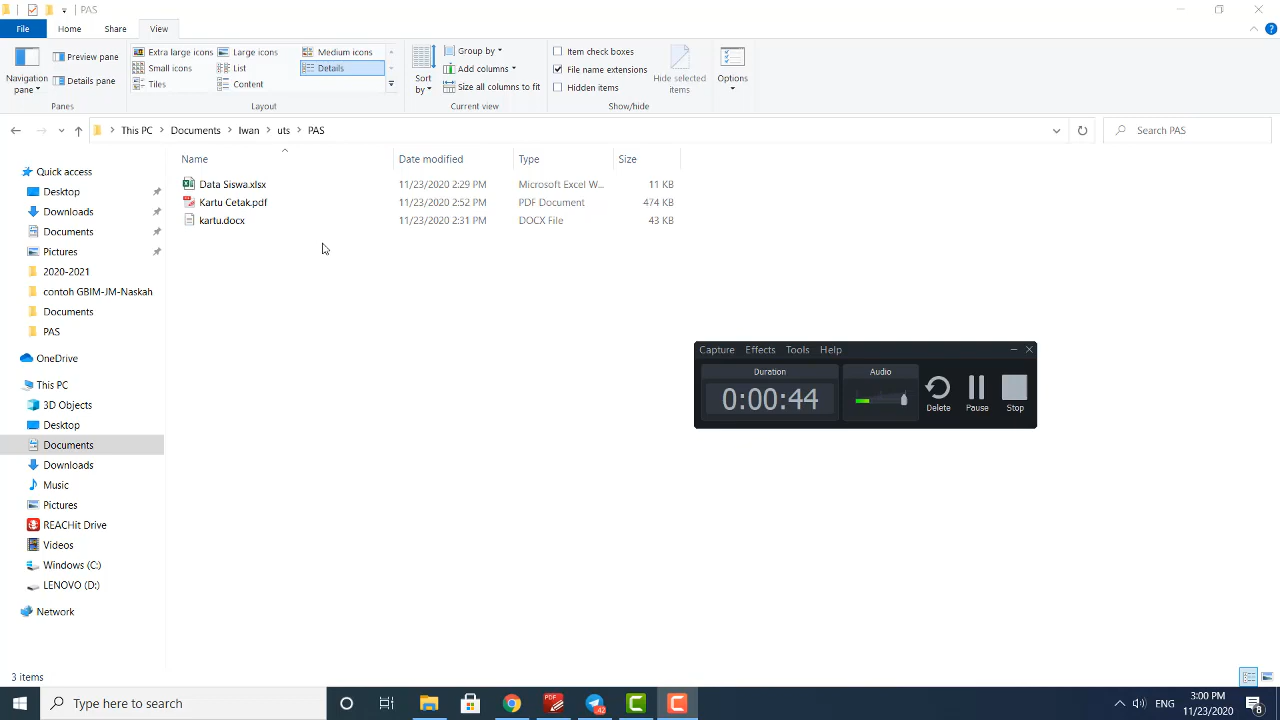 PAS
File Home Share View
Navigation pane
Preview pane
Details pane
Panes
Extra large icons Large icons Medium icons
Small icons List Details
Tiles Content
Layout
Sort by
Group by
Add columns
Size all columns to fit
Current view
Item check boxes
File name extensions
Hidden items
Hide selected items
Show/hide
Options
This PC Documents Iwan uts PAS
Search PAS
Name Date modified Type Size
Data Siswa.xlsx 11/23/2020 2:29 PM Microsoft Excel W... 11 KB
Kartu Cetak.pdf 11/23/2020 2:52 PM PDF Document 474 KB
kartu.docx 11/23/2020 2:31 PM DOCX File 43 KB
Quick access
Desktop
Downloads
Documents
Pictures
2020-2021
contoh GBIM-JM-Naskah
Documents
PAS
OneDrive
This PC
3D Objects
Desktop
Documents
Downloads
Music
Pictures
REACHit Drive
Videos
Windows (C:)
LENOVO (D:)
Network
Capture Effects Tools Help
Duration Audio
0:00:44
Delete Pause Stop
3 items
Type here to search
PDF
42
ENG
3:00 PM
11/23/2020
8